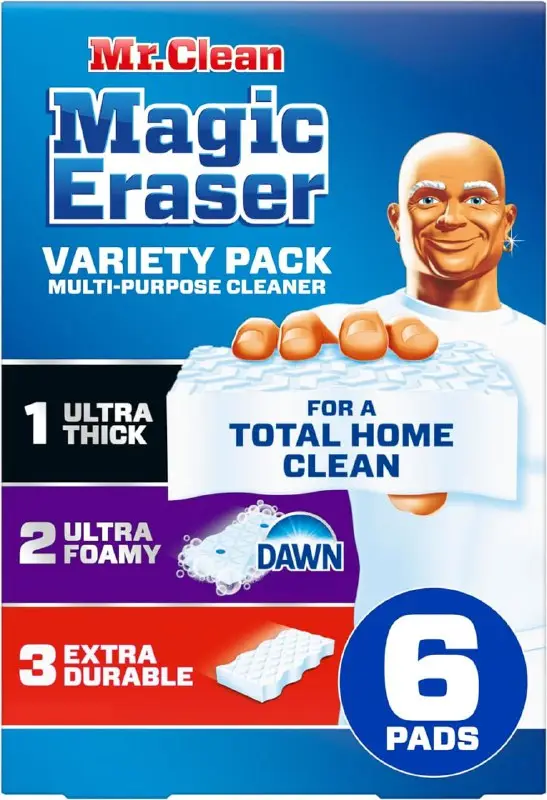 Mr.Clean
Magic
Eraser
VARIETY PACK
MULTI-PURPOSE CLEANER
FOR A
TOTAL HOME
CLEAN
1 ULTRA
THICK
2 ULTRA
FOAMY
DAWN
3 EXTRA
DURABLE
6
PADS